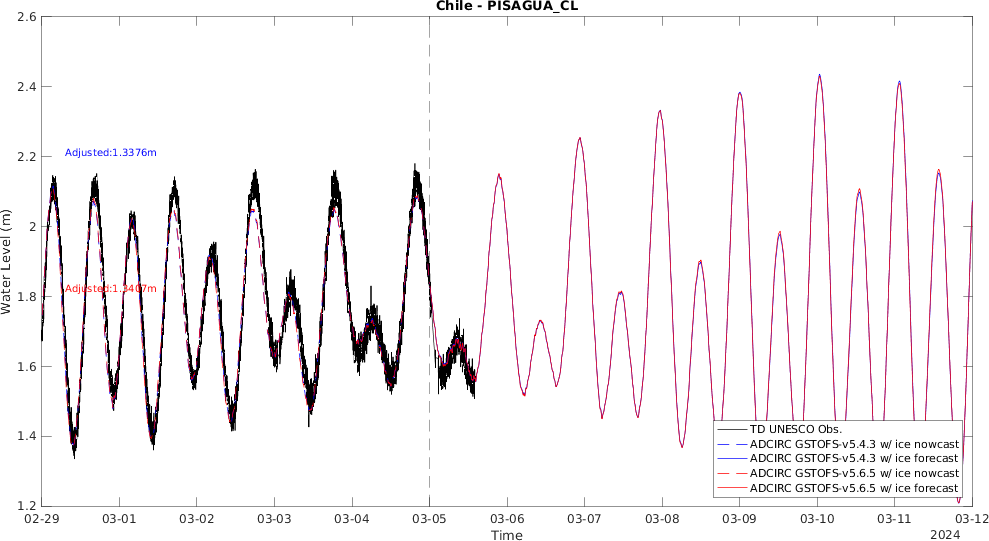 Chile - PISAGUA_CL
2.6
2.4
2.2
2
1.8
1.6
1.4
1.2
Water Level (m)
Adjusted:1.3376m
Adjusted:1.3407m
TD UNESCO Obs.
ADCIRC GSTOFS-v5.4.3 w/ ice nowcast
ADCIRC GSTOFS-v5.4.3 w/ ice forecast
ADCIRC GSTOFS-v5.6.5 w/ ice nowcast
ADCIRC GSTOFS-v5.6.5 w/ ice forecast
02-29 03-01 03-02 03-03 03-04 03-05 03-06 03-07 03-08 03-09 03-10 03-11 03-12
Time
2024